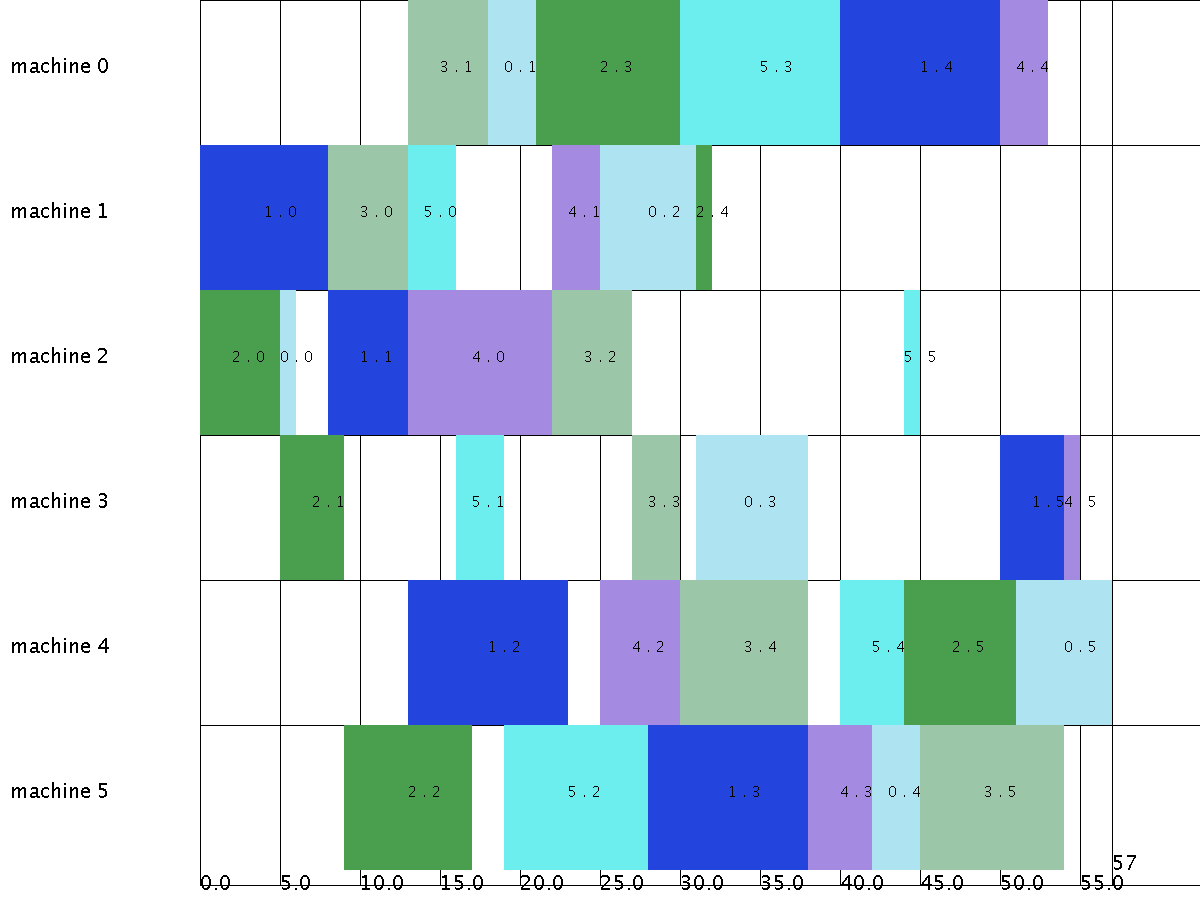 machine 0 3 . 1 0 . 1 2 . 3 5 . 3 1 . 4 4 . 4
machine 1 1 . 0 3 . 0 5 . 0 4 . 1 0 . 2 2 . 4
machine 2 2 . 0 0 . 0 1 . 1 4 . 0 3 . 2 5 5
machine 3 2 . 1 5 . 1 3 . 3 0 . 3 1 . 5 4 5
machine 4 1 . 2 4 . 2 3 . 4 5 . 4 2 . 5 0 . 5
machine 5 2 . 2 5 . 2 1 . 3 4 . 3 0 . 4 3 . 5
57
0.0 5.0 10.0 15.0 20.0 25.0 30.0 35.0 40.0 45.0 50.0 55.0